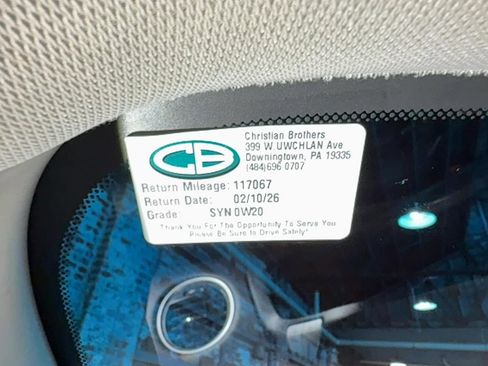 CB
Christian Brothers
399 W. UWCHLAN Ave
Downingtown, PA 19335
(484)696 0707
Return Mileage: 117067
Return Date: 02/10/26
Grade: SYN 0W20
Thank You For The Opportunity To Serve You
Please Be Sure to Drive Safely"